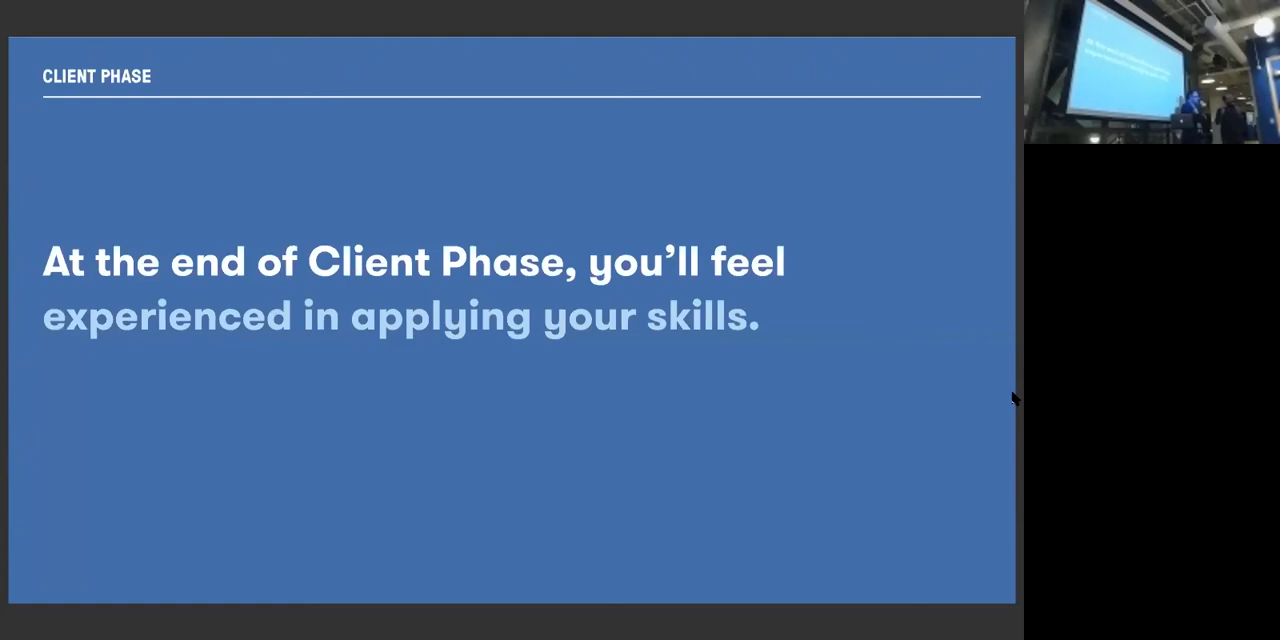 CLIENT PHASE
At the end of Client Phase, you’ll feel
experienced in applying your skills.